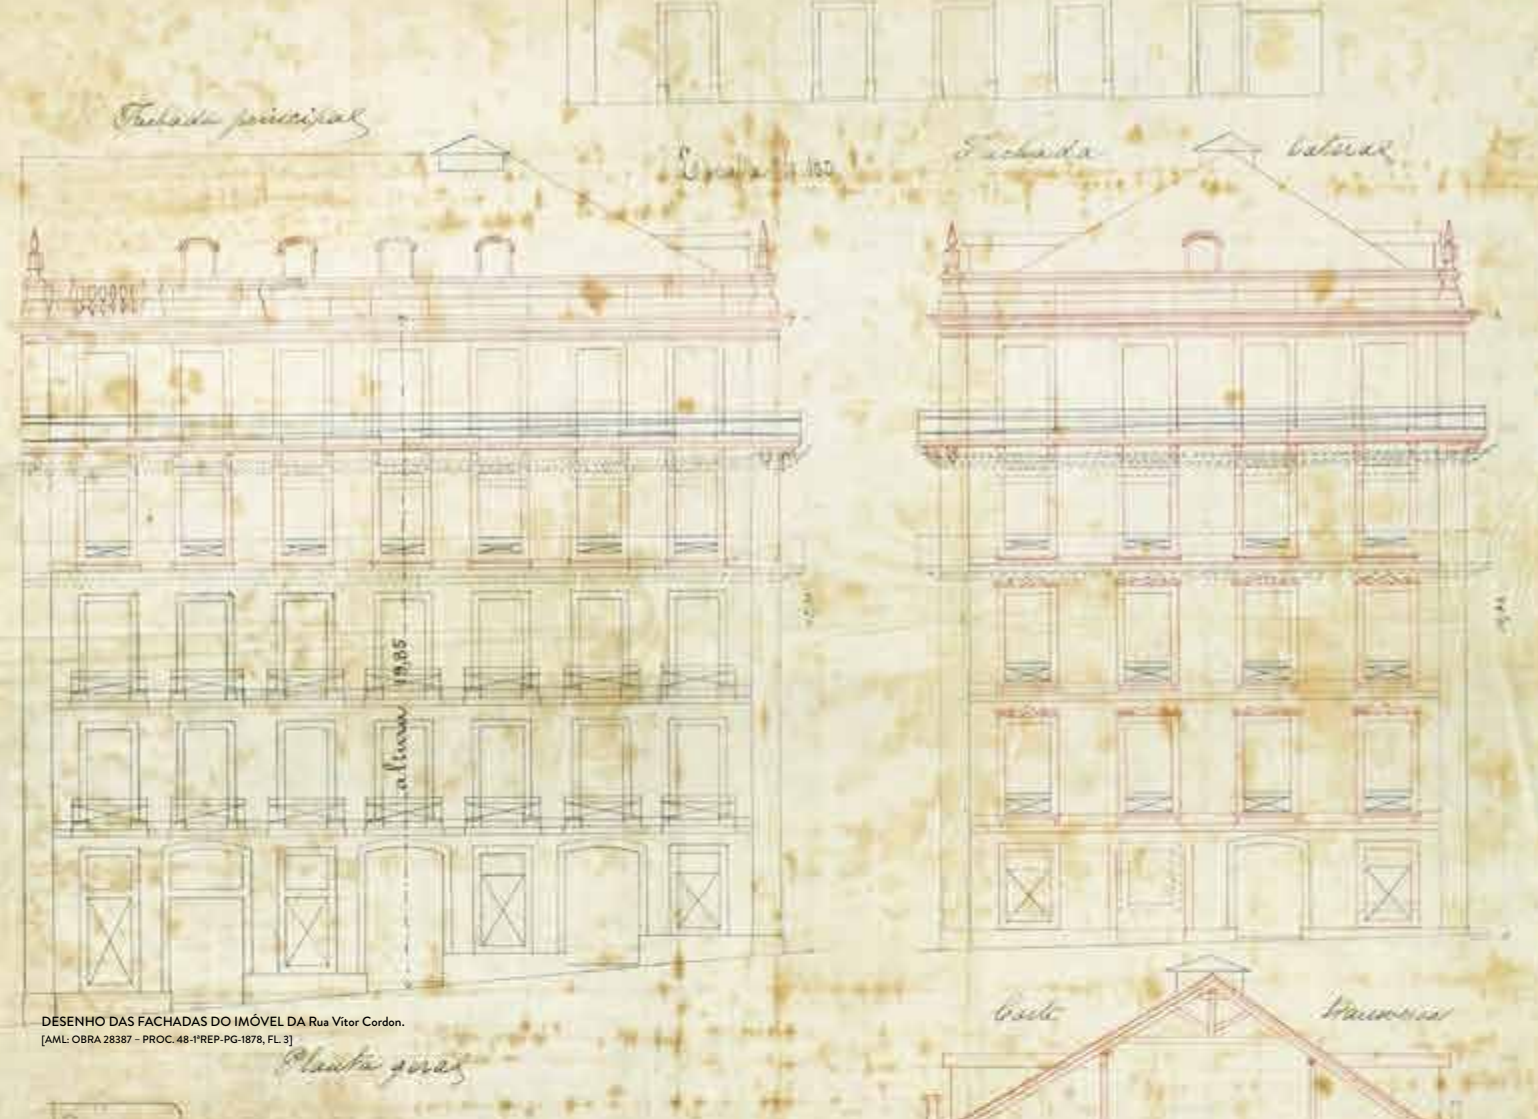 Fachada principal
Escala 1:100
Fachada lateral
altura 19,85
Corte transversal
DESENHO DAS FACHADAS DO IMÓVEL DA Rua Vitor Cordon.
[AML: OBRA 28387 – PROC. 48-1ªREP-PG-1878, FL. 3]
Planta geral